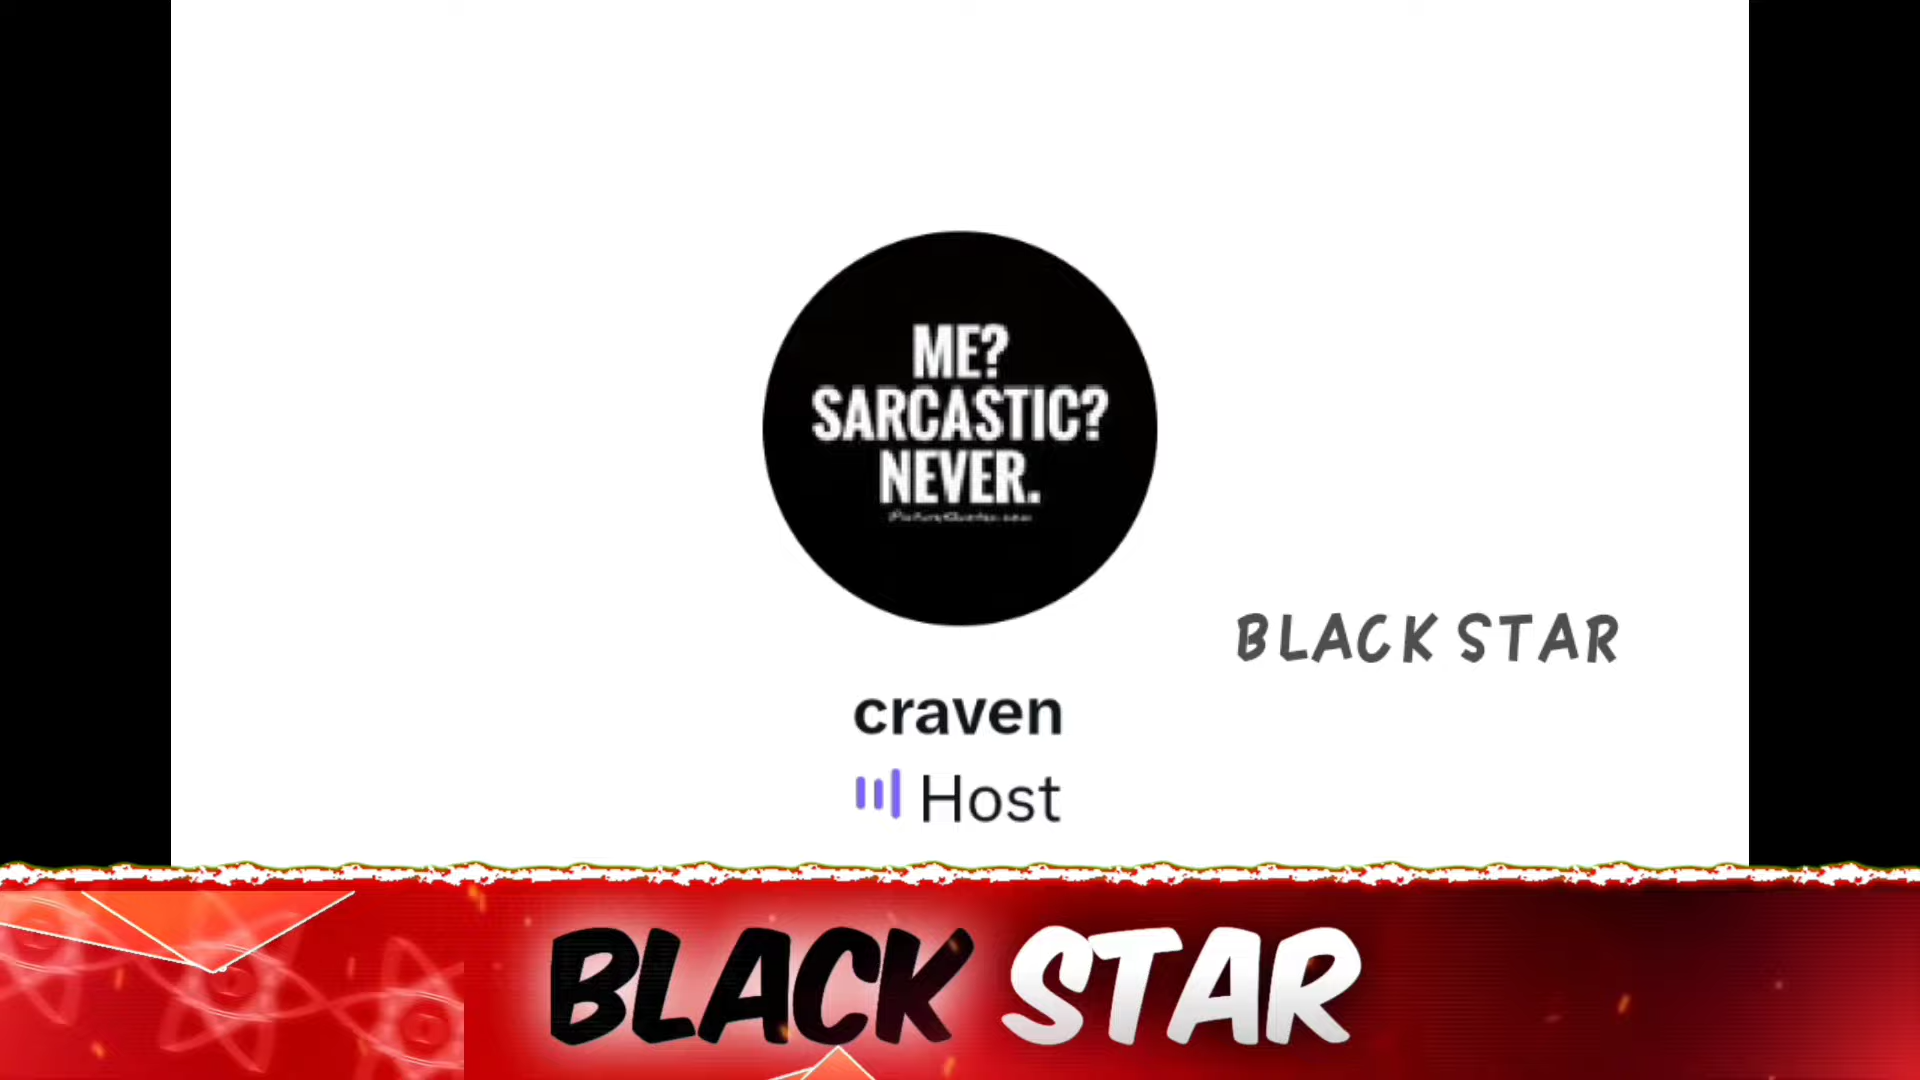 ME?
SARCASTIC?
NEVER.
BLACK STAR
craven
Host
BLACK STAR